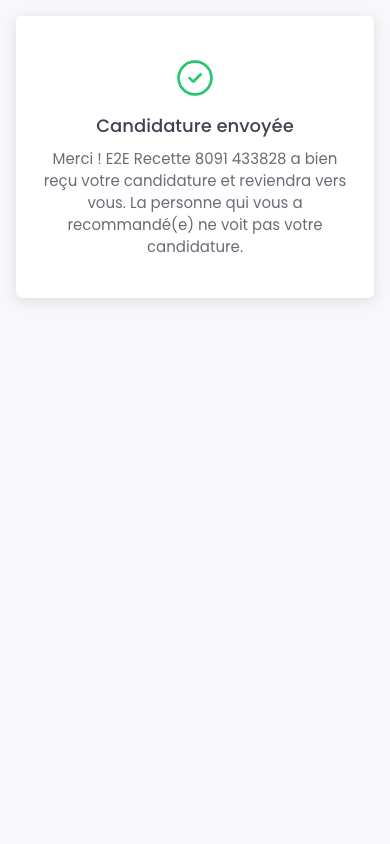 Candidature envoyée
Merci ! E2E Recette 8091 433828 a bien
reçu votre candidature et reviendra vers
vous. La personne qui vous a
recommandé(e) ne voit pas votre
candidature.